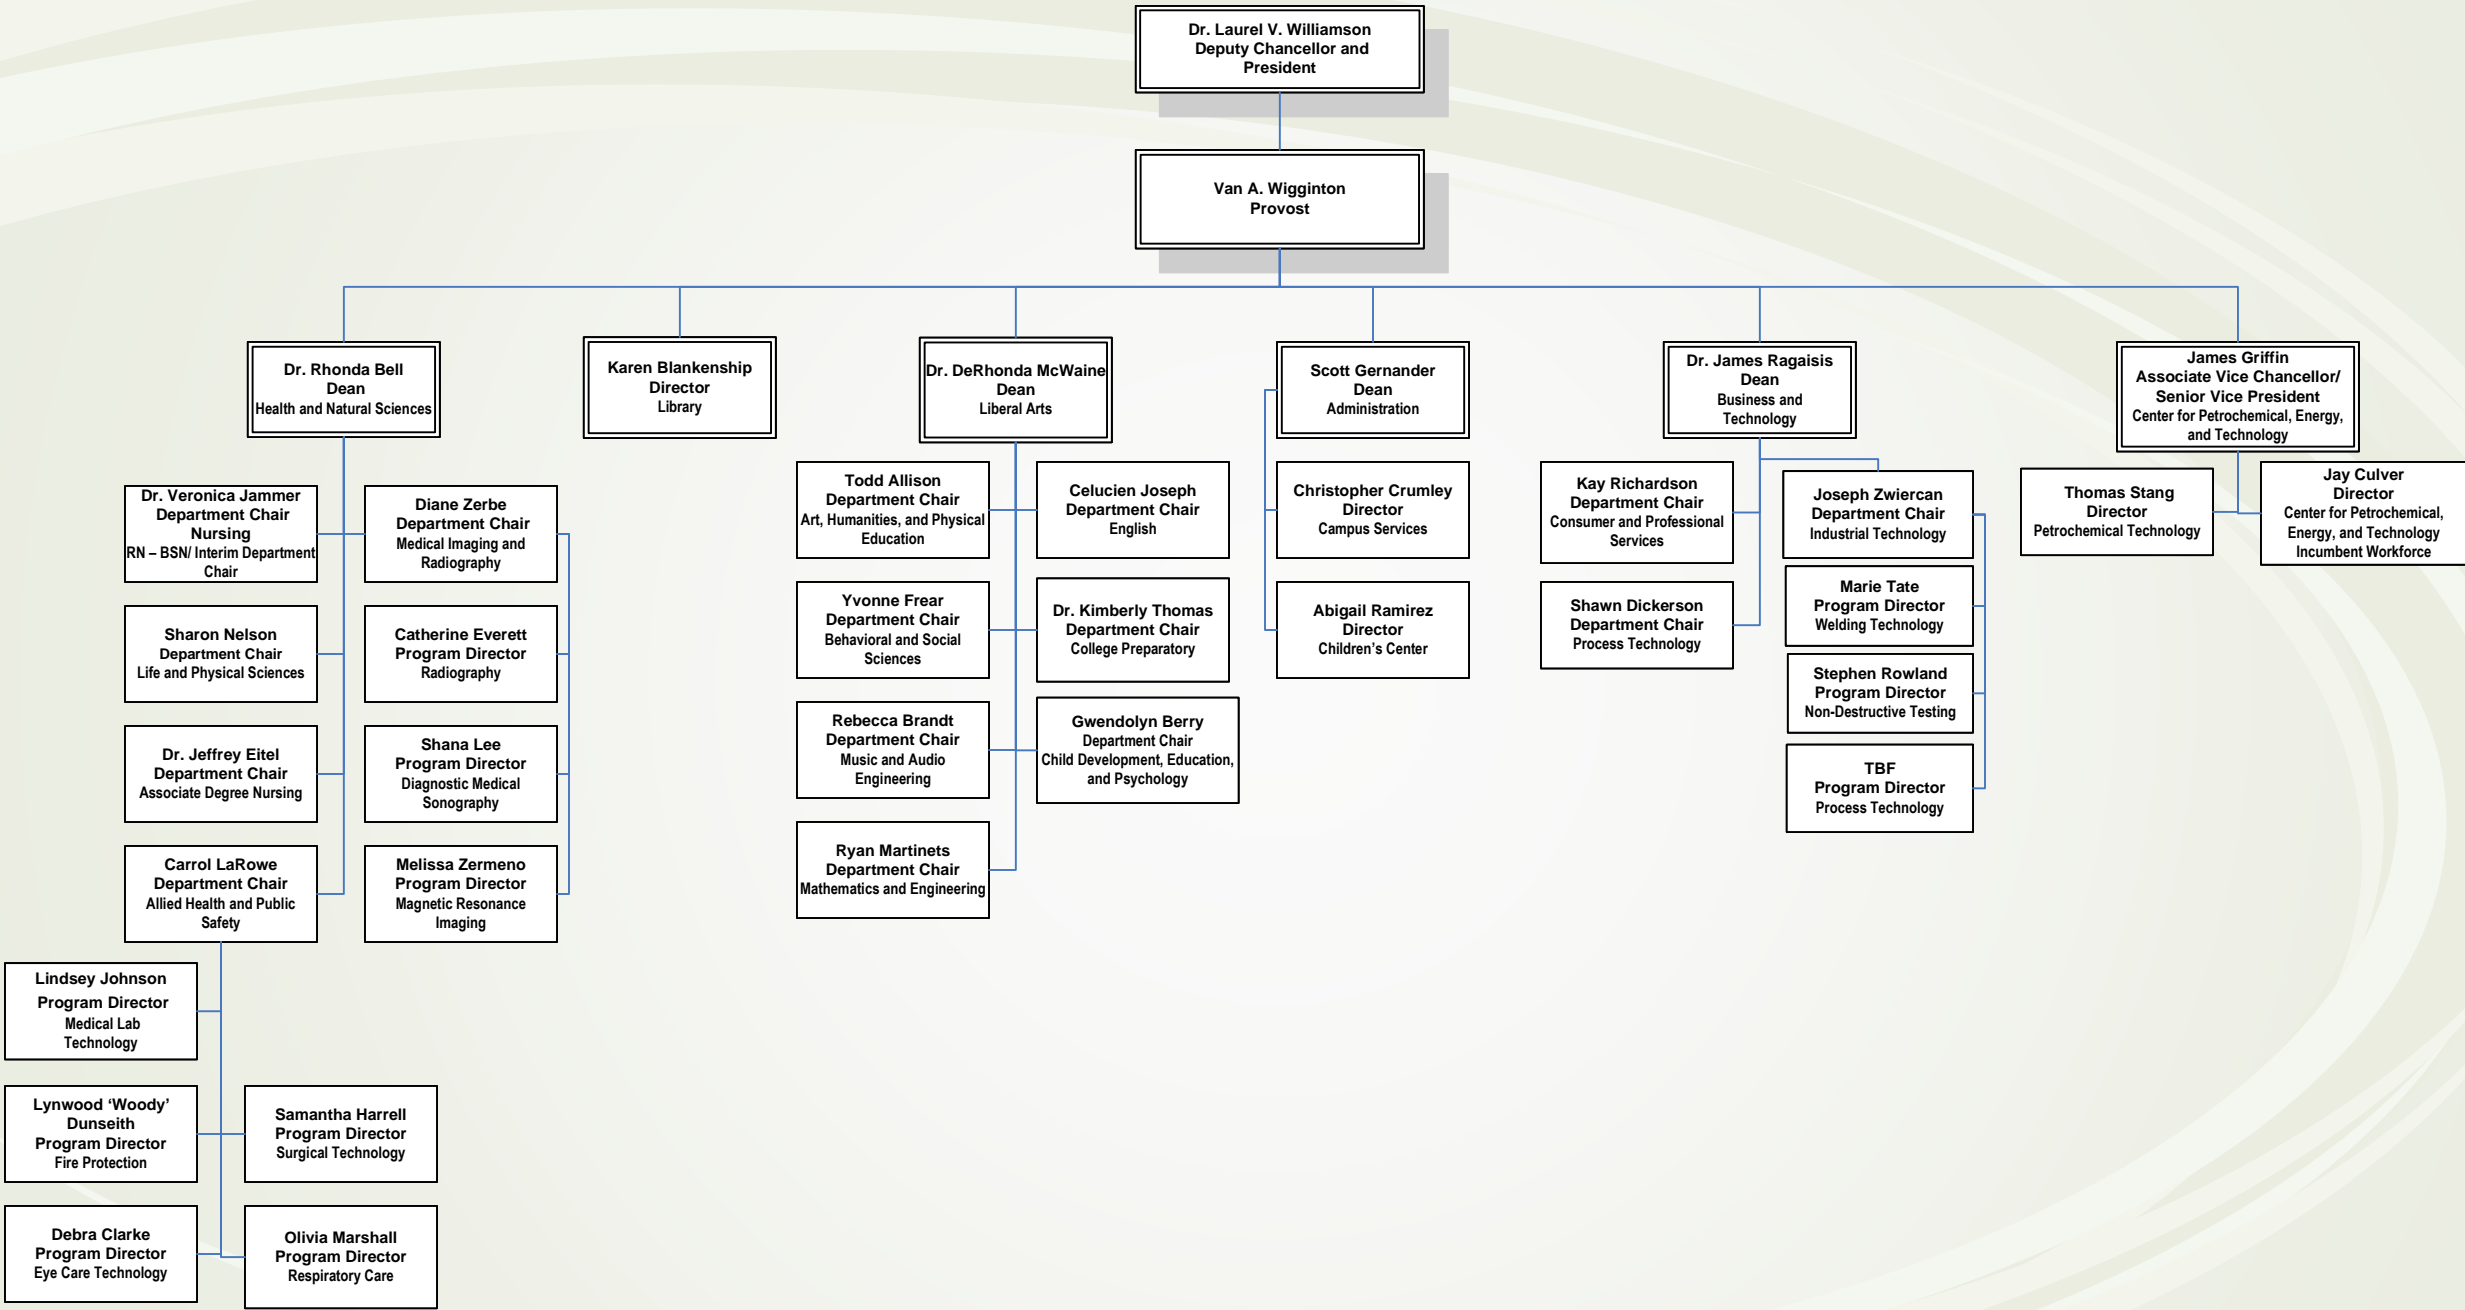 Dr. Laurel V. Williamson
Deputy Chancellor and
President
Van A. Wigginton
Provost
Dr. Rhonda Bell
Dean
Health and Natural Sciences
Karen Blankenship
Director
Library
Dr. DeRhonda McWaine
Dean
Liberal Arts
Scott Gernander
Dean
Administration
Dr. James Ragaisis
Dean
Business and
Technology
James Griffin
Associate Vice Chancellor/
Senior Vice President
Center for Petrochemical, Energy,
and Technology
Dr. Veronica Jammer
Department Chair
Nursing
RN – BSN/ Interim Department
Chair
Diane Zerbe
Department Chair
Medical Imaging and
Radiography
Sharon Nelson
Department Chair
Life and Physical Sciences
Catherine Everett
Program Director
Radiography
Dr. Jeffrey Eitel
Department Chair
Associate Degree Nursing
Shana Lee
Program Director
Diagnostic Medical
Sonography
Carrol LaRowe
Department Chair
Allied Health and Public
Safety
Melissa Zermeno
Program Director
Magnetic Resonance
Imaging
Lindsey Johnson
Program Director
Medical Lab
Technology
Lynwood ‘Woody’
Dunseith
Program Director
Fire Protection
Samantha Harrell
Program Director
Surgical Technology
Debra Clarke
Program Director
Eye Care Technology
Olivia Marshall
Program Director
Respiratory Care
Todd Allison
Department Chair
Art, Humanities, and Physical
Education
Celucien Joseph
Department Chair
English
Yvonne Frear
Department Chair
Behavioral and Social
Sciences
Dr. Kimberly Thomas
Department Chair
College Preparatory
Rebecca Brandt
Department Chair
Music and Audio
Engineering
Gwendolyn Berry
Department Chair
Child Development, Education,
and Psychology
Ryan Martinets
Department Chair
Mathematics and Engineering
Christopher Crumley
Director
Campus Services
Abigail Ramirez
Director
Children’s Center
Kay Richardson
Department Chair
Consumer and Professional
Services
Joseph Zwiercan
Department Chair
Industrial Technology
Shawn Dickerson
Department Chair
Process Technology
Marie Tate
Program Director
Welding Technology
Stephen Rowland
Program Director
Non-Destructive Testing
TBF
Program Director
Process Technology
Thomas Stang
Director
Petrochemical Technology
Jay Culver
Director
Center for Petrochemical,
Energy, and Technology
Incumbent Workforce